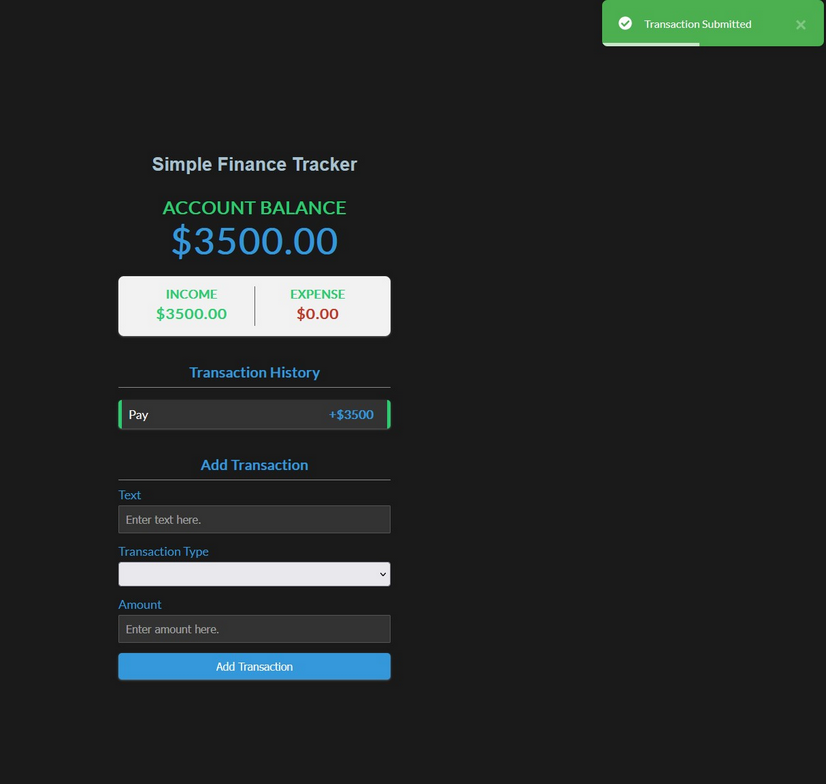 Transaction Submitted
Simple Finance Tracker
ACCOUNT BALANCE
$3500.00
INCOME EXPENSE
$3500.00 $0.00
Transaction History
Pay +$3500
Add Transaction
Text
Enter text here.
Transaction Type
Amount
Enter amount here.
Add Transaction